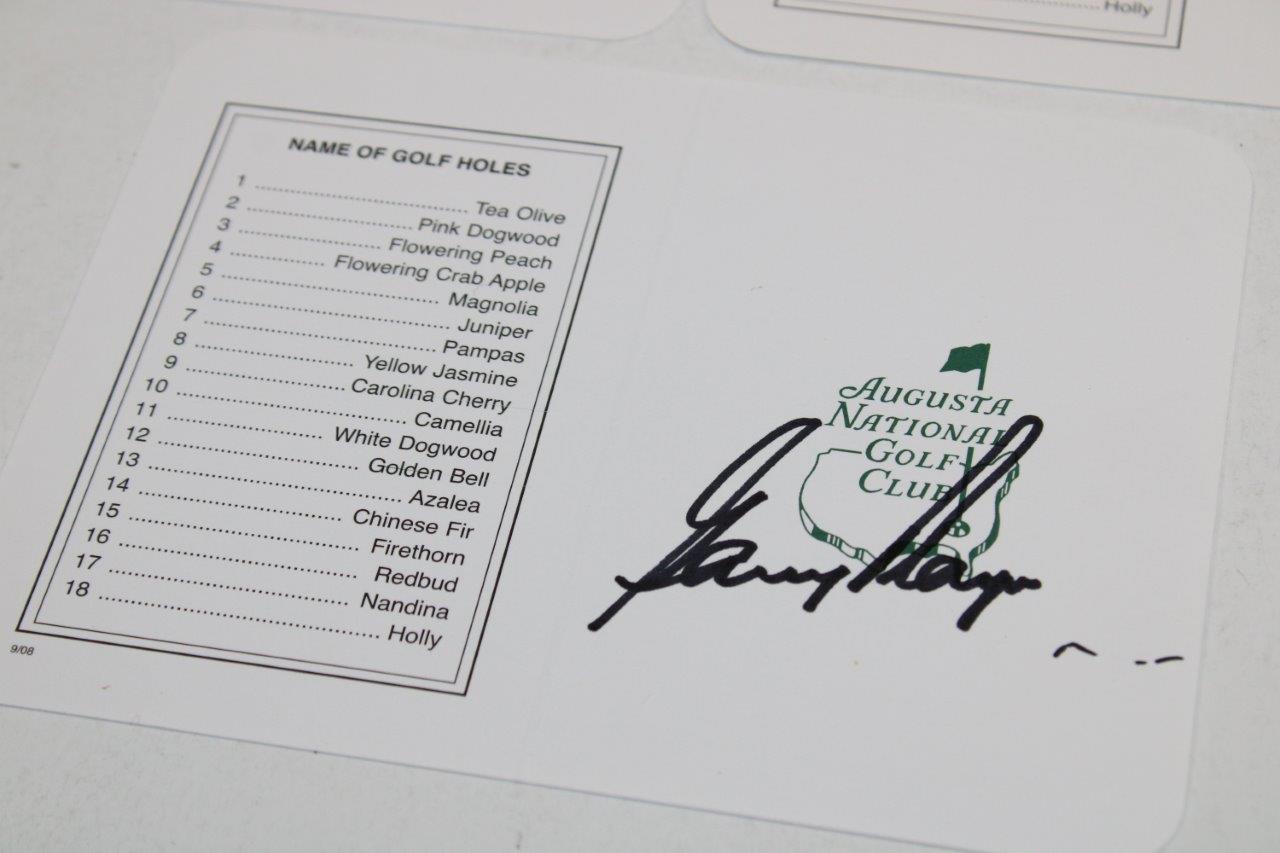 Holly
NAME OF GOLF HOLES
1 ........................ Tea Olive
2 ........................ Pink Dogwood
3 ........................ Flowering Peach
4 ........................ Flowering Crab Apple
5 ........................ Magnolia
6 ........................ Juniper
7 ........................ Pampas
8 ........................ Yellow Jasmine
9 ........................ Carolina Cherry
10 ........................ Camellia
11 ........................ White Dogwood
12 ........................ Golden Bell
13 ........................ Azalea
14 ........................ Chinese Fir
15 ........................ Firethorn
16 ........................ Redbud
17 ........................ Nandina
18 ........................ Holly
9/08
AUGUSTA
NATIONAL
GOLF
CLUB
Gary Player